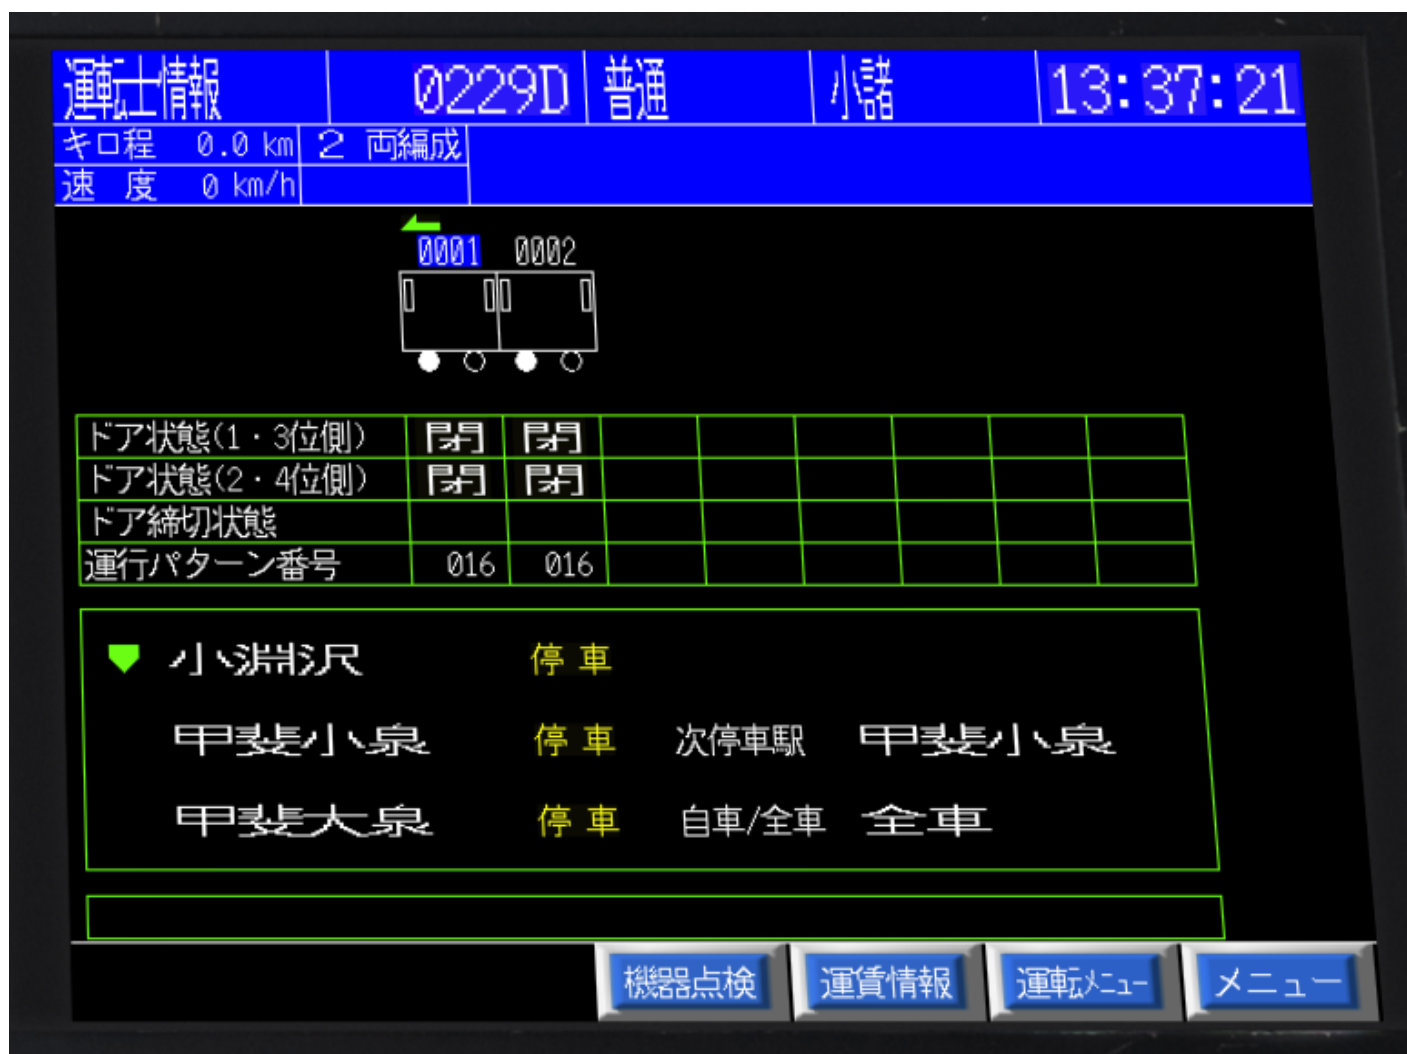 運転士情報 0229D 普通 小諸 13:37:21
キロ程 0.0 km 2 両編成
速 度 0 km/h
0001 0002
ドア状態(1・3位側) 閉 閉
ドア状態(2・4位側) 閉 閉
ドア締切状態
運行パターン番号 016 016
小淵沢 停車
甲斐小泉 停車 次停車駅 甲斐小泉
甲斐大泉 停車 自車/全車 全車
機器点検 運賃情報 運転メニュー メニュー